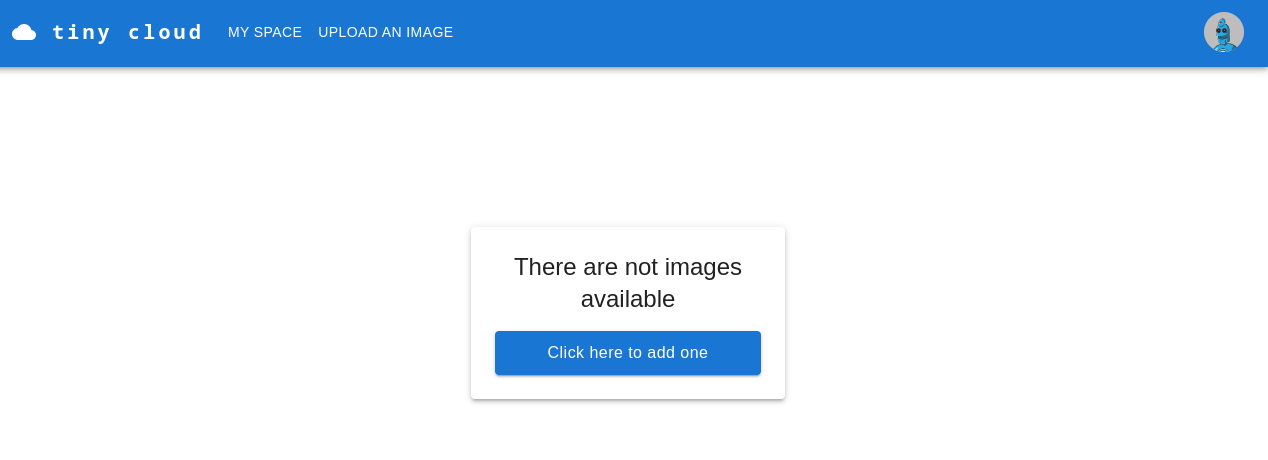 tiny cloud MY SPACE UPLOAD AN IMAGE
There are not images
available
Click here to add one